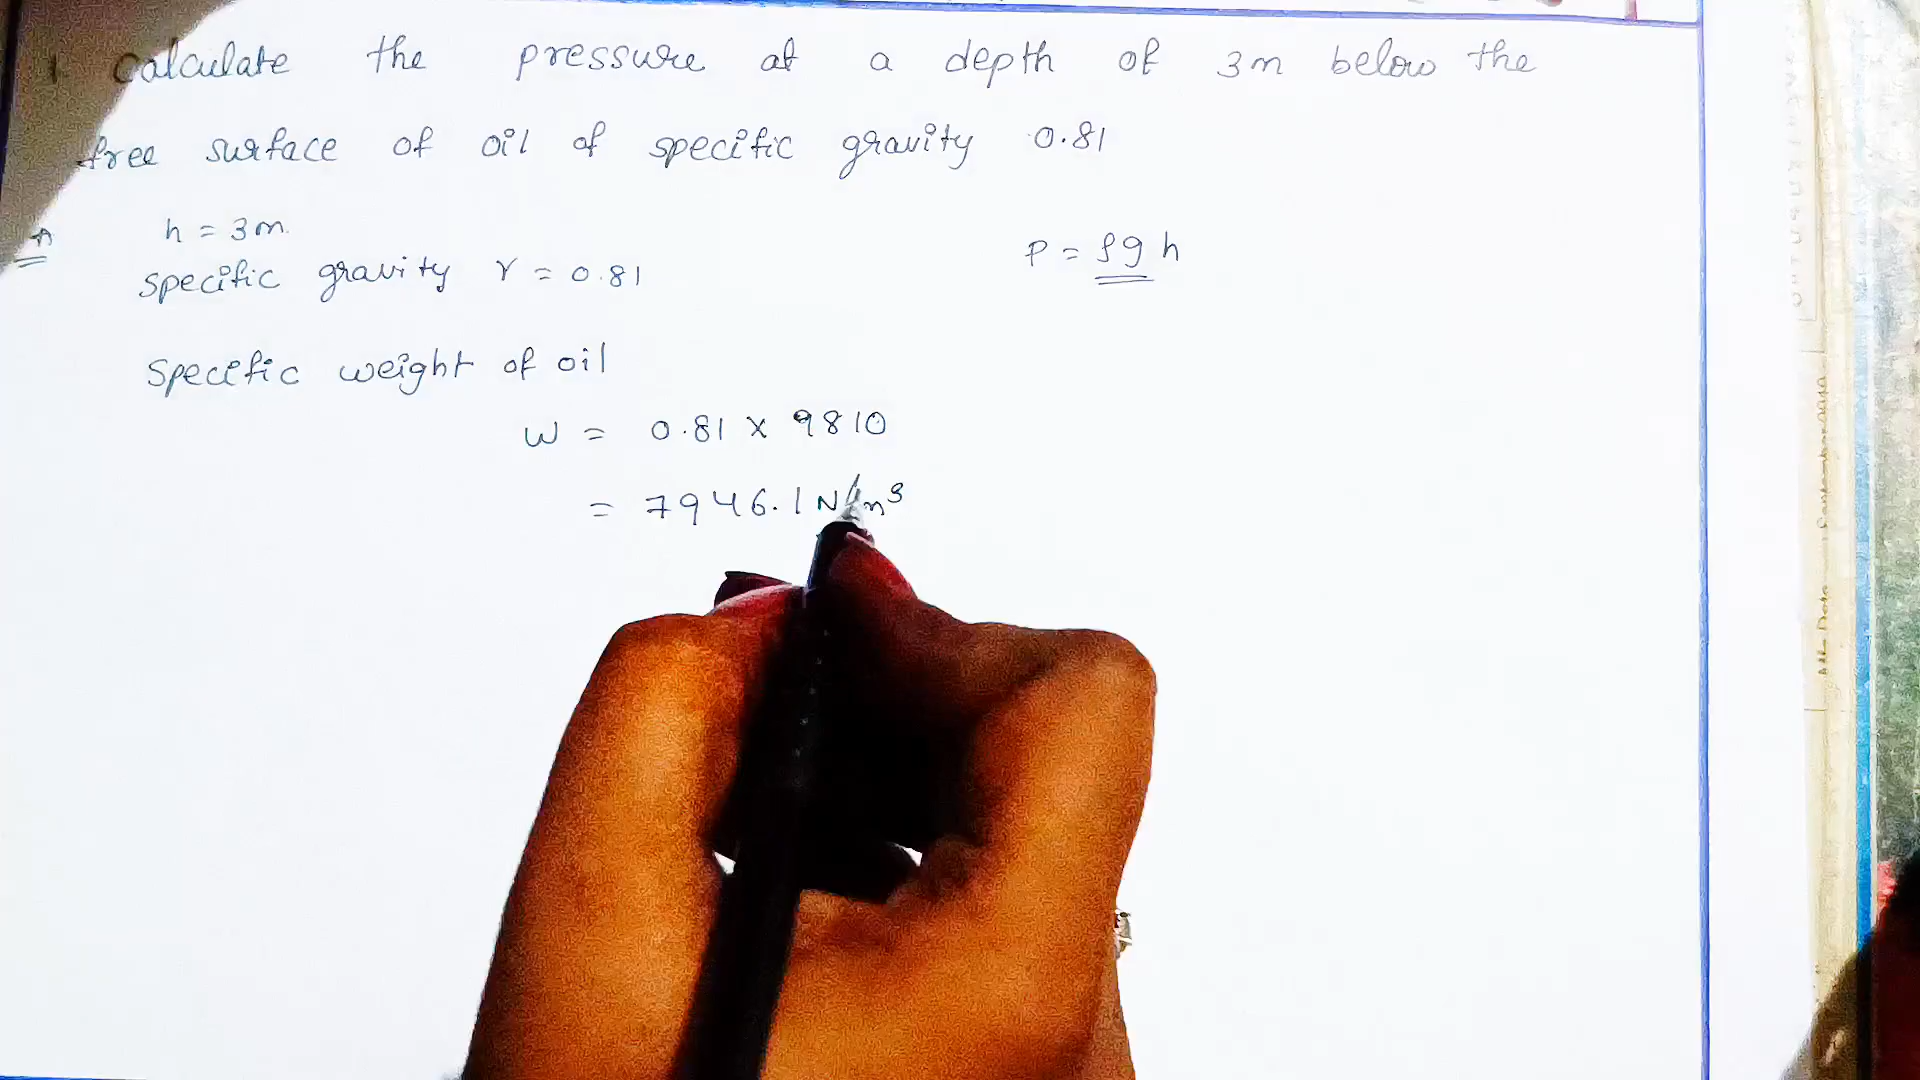 1 calculate the pressure at a depth of 3m below the
free surface of oil of specific gravity 0.81
h = 3m.
specific gravity r = 0.81
P = ρg h
Specific weight of oil
W = 0.81 x 9810
= 7946.1 N/m³